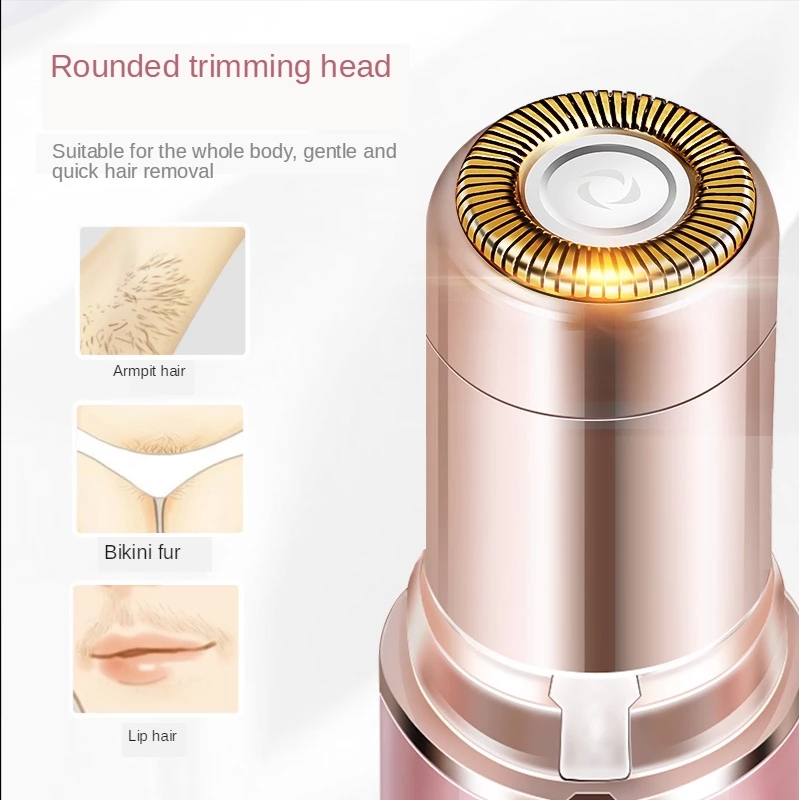 Rounded trimming head
Suitable for the whole body, gentle and
quick hair removal
Armpit hair
Bikini fur
Lip hair